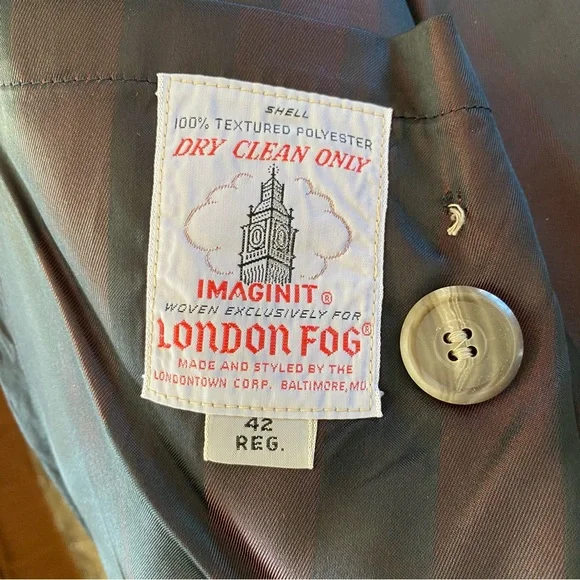 SHELL
100% TEXTURED POLYESTER
DRY CLEAN ONLY
IMAGINIT®
WOVEN EXCLUSIVELY FOR
LONDON FOG®
MADE AND STYLED BY THE
LONDONTOWN CORP. BALTIMORE, MD.
42
REG.